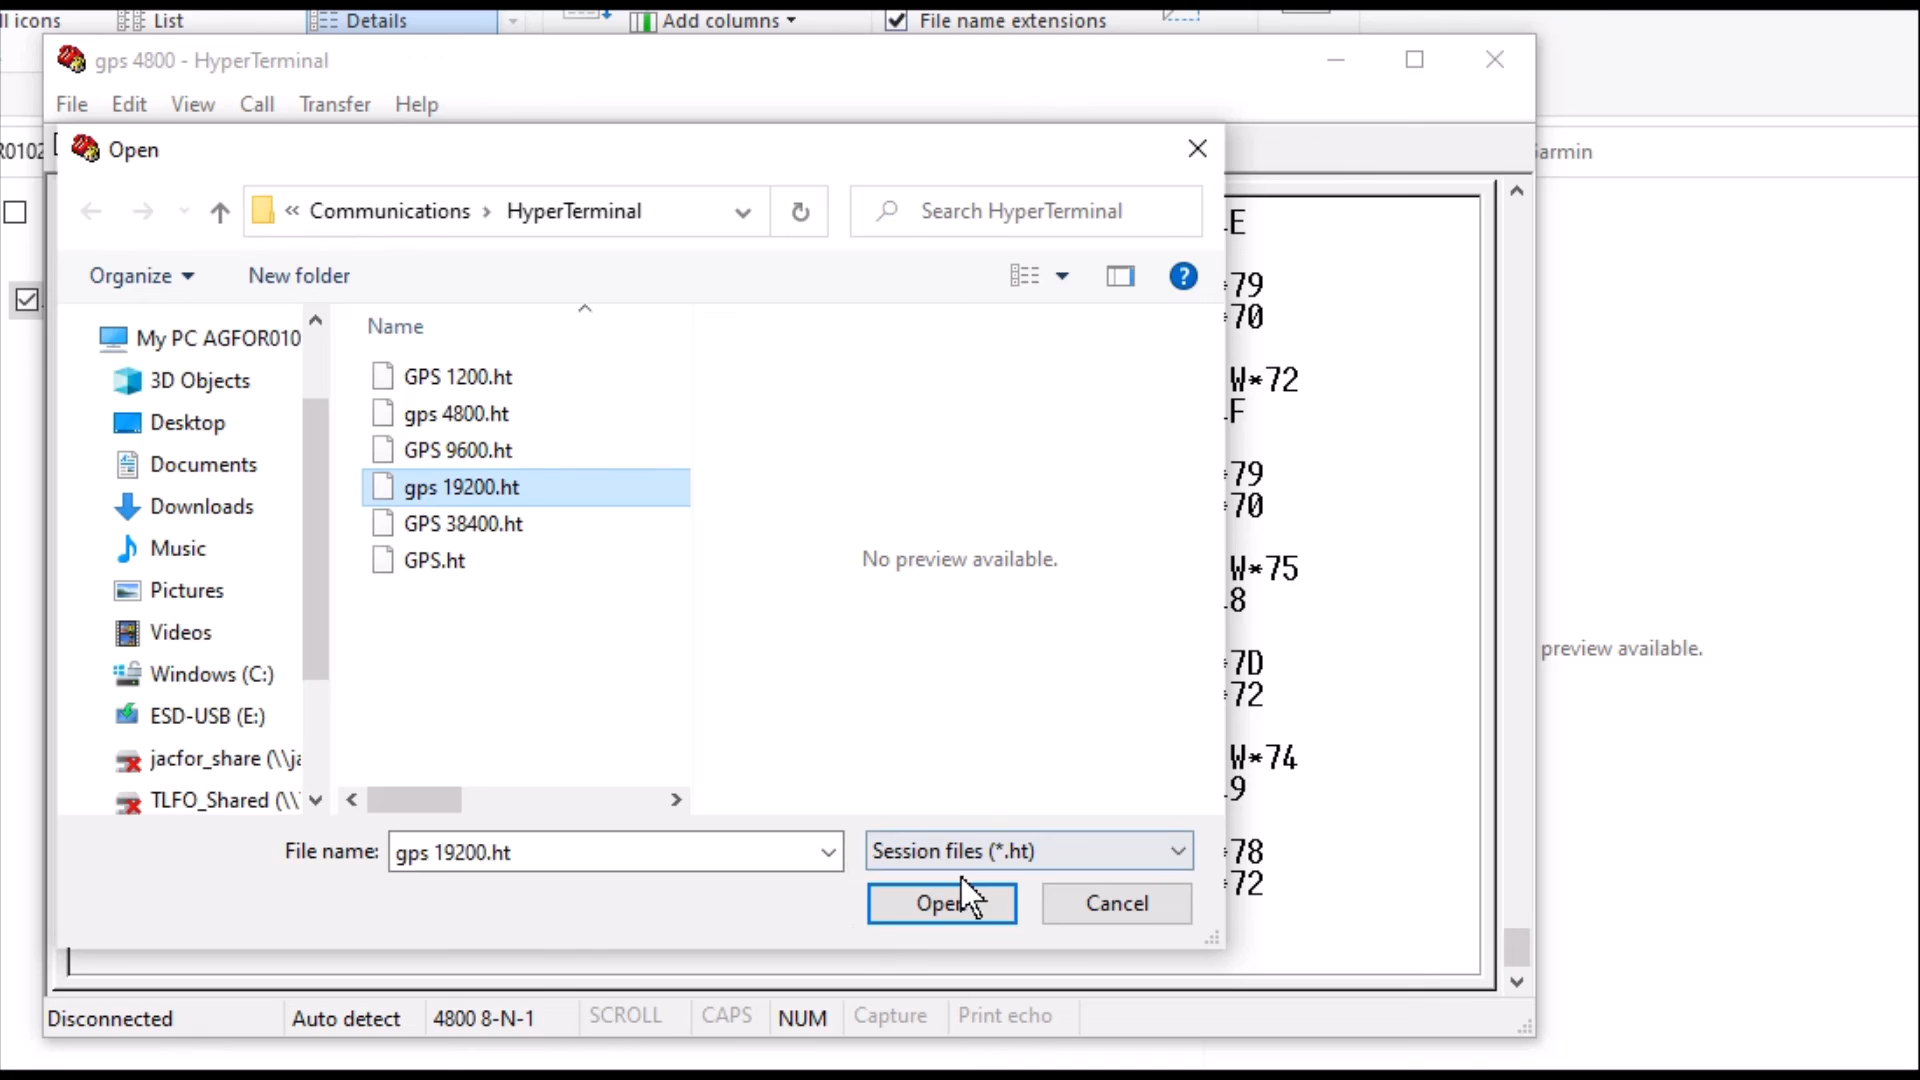 ll icons
List
Details
Add columns
File name extensions
gps 4800 - HyperTerminal
File Edit View Call Transfer Help
R0102
Open
armin
Communications > HyperTerminal
Search HyperTerminal
Organize
New folder
My PC AGFOR010
3D Objects
Desktop
Documents
Downloads
Music
Pictures
Videos
Windows (C:)
ESD-USB (E:)
jacfor_share (\\ja
TLFO_Shared (\\
Name
GPS 1200.ht
gps 4800.ht
GPS 9600.ht
gps 19200.ht
GPS 38400.ht
GPS.ht
No preview available.
E
*79
*70
W*72
F
*79
*70
W*75
8
*7D
*72
W*74
9
*78
*72
preview available.
File name: gps 19200.ht
Session files (*.ht)
Open
Cancel
Disconnected
Auto detect
4800 8-N-1
SCROLL
CAPS
NUM
Capture
Print echo